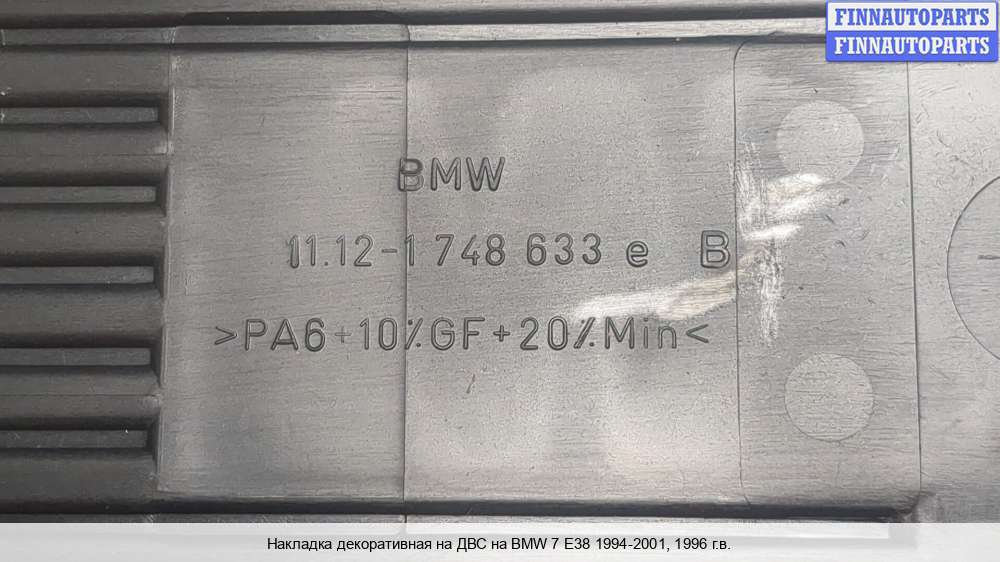 FINNAUTOPARTS
FINNAUTOPARTS
BMW
11.12-1 748 633 e B
>PA6+10%GF+20%Min<
Накладка декоративная на ДВС на BMW 7 E38 1994-2001, 1996 г.в.